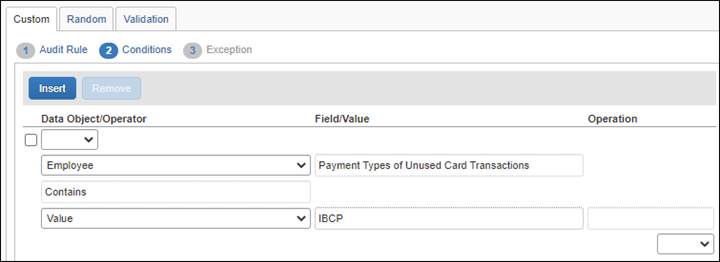 Custom Random Validation
1 Audit Rule 2 Conditions 3 Exception
Insert Remove
Data Object/Operator Field/Value Operation
Employee Payment Types of Unused Card Transactions
Contains
Value IBCP